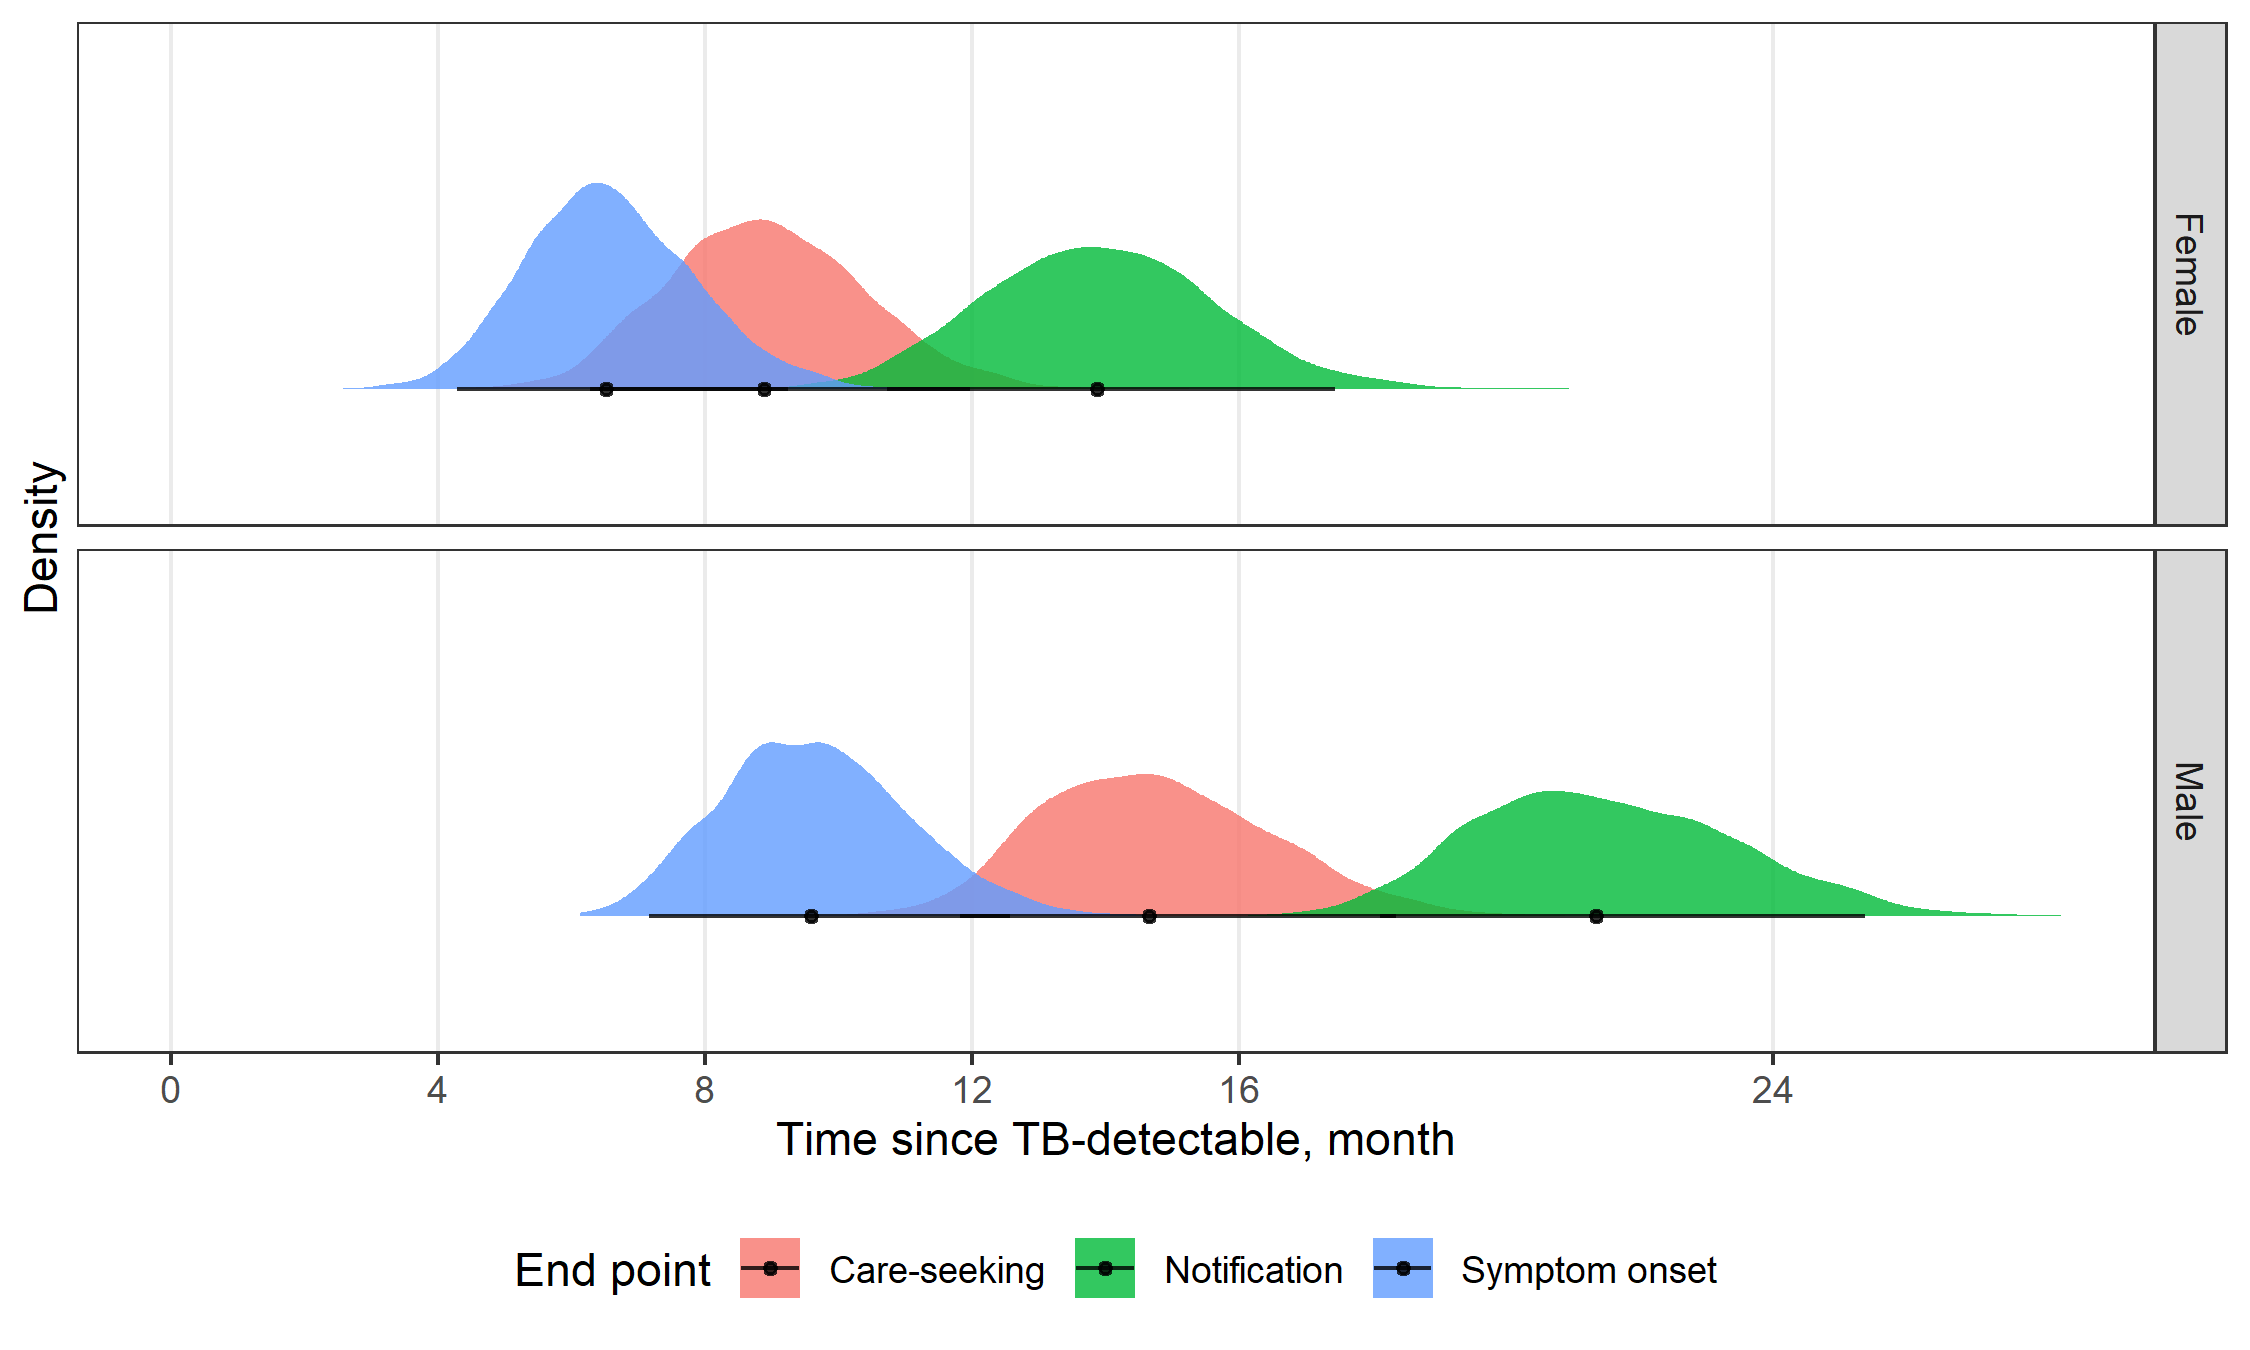 Female
Density
Male
0 4 8 12 16 24
Time since TB-detectable, month
End point Care-seeking Notification Symptom onset